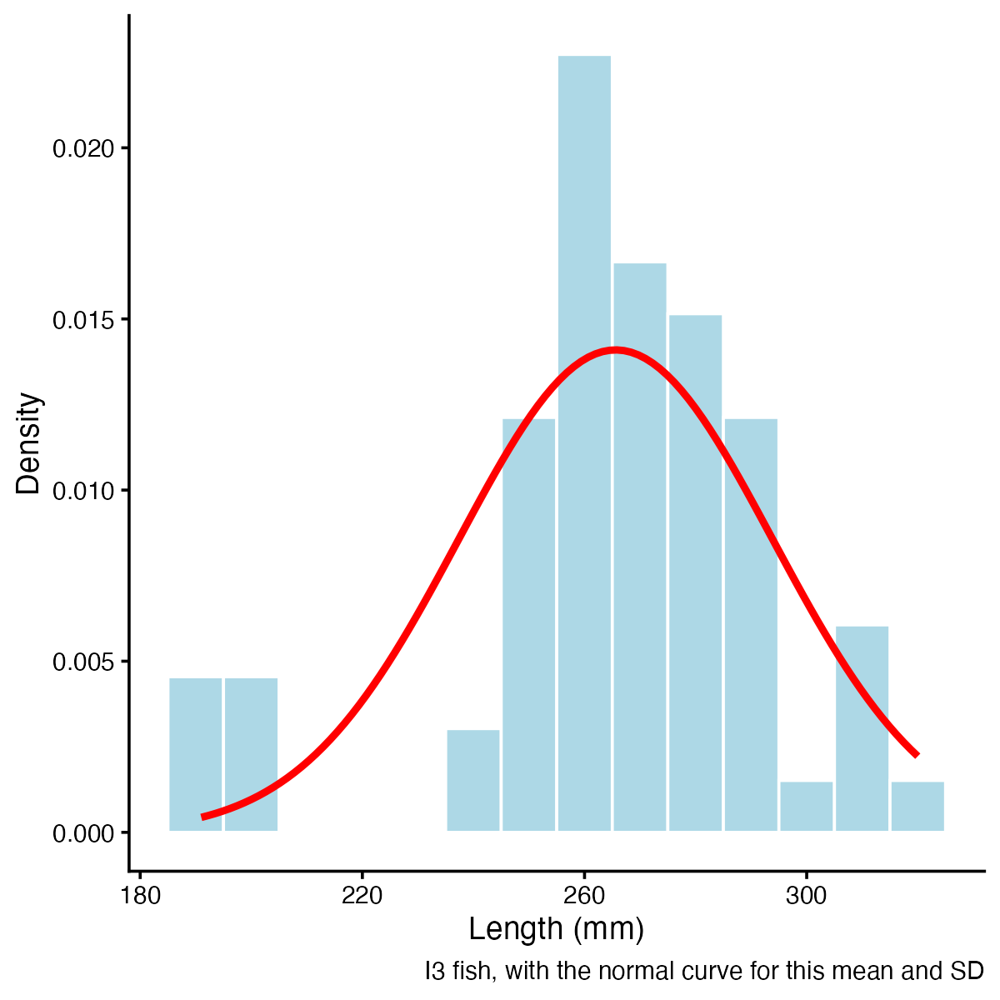 0.020
0.015
0.010
0.005
0.000
Density
180 220 260 300
Length (mm)
I3 fish, with the normal curve for this mean and SD